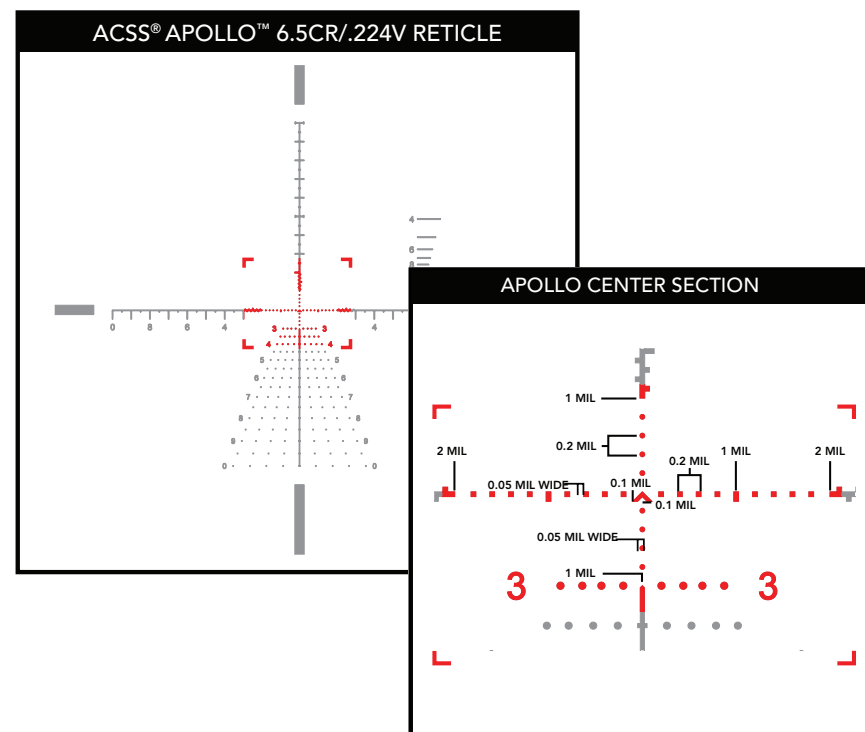 ACSS® APOLLO™ 6.5CR/.224V RETICLE
4
6
8
0 8 6 4
4
3 3
4 4
5 5
6 6
7 7
8 8
9 9
0 0
APOLLO CENTER SECTION
1 MIL
0.2 MIL
2 MIL
0.2 MIL
1 MIL
2 MIL
0.05 MIL WIDE
0.1 MIL
0.1 MIL
0.05 MIL WIDE
1 MIL
3 3